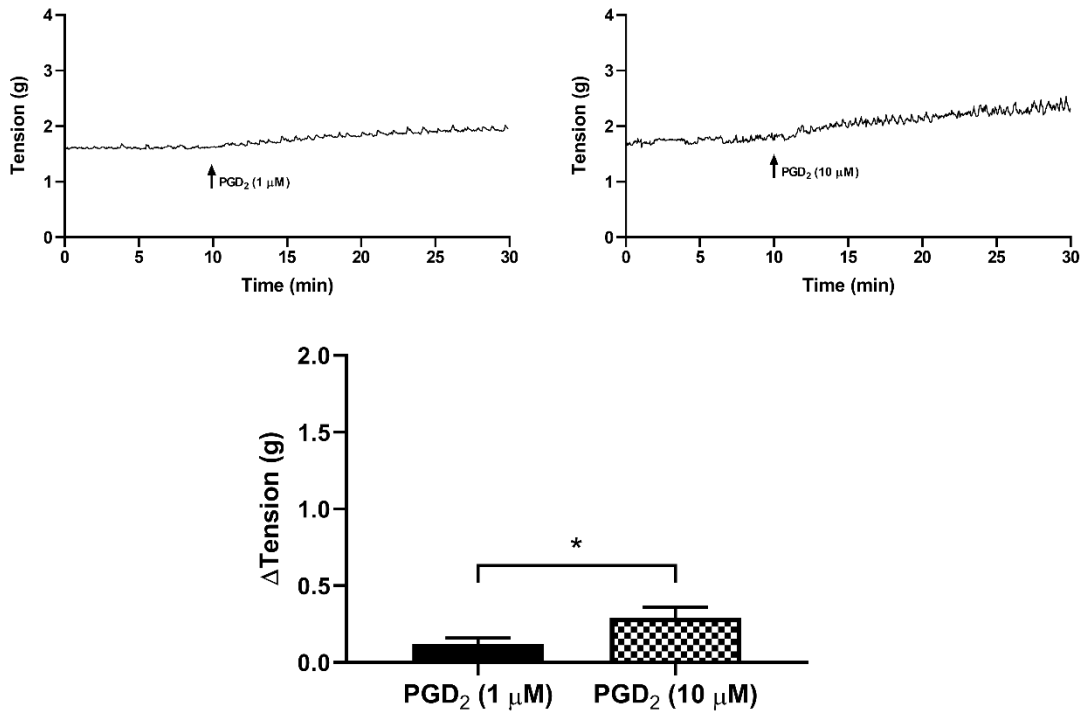 4
3
2
1
0
Tension (g)
PGD₂ (1 μM)
0 5 10 15 20 25 30
Time (min)
4
3
2
1
0
Tension (g)
PGD₂ (10 μM)
0 5 10 15 20 25 30
Time (min)
2.0
1.5
1.0
0.5
0.0
ΔTension (g)
*
PGD₂ (1 μM) PGD₂ (10 μM)